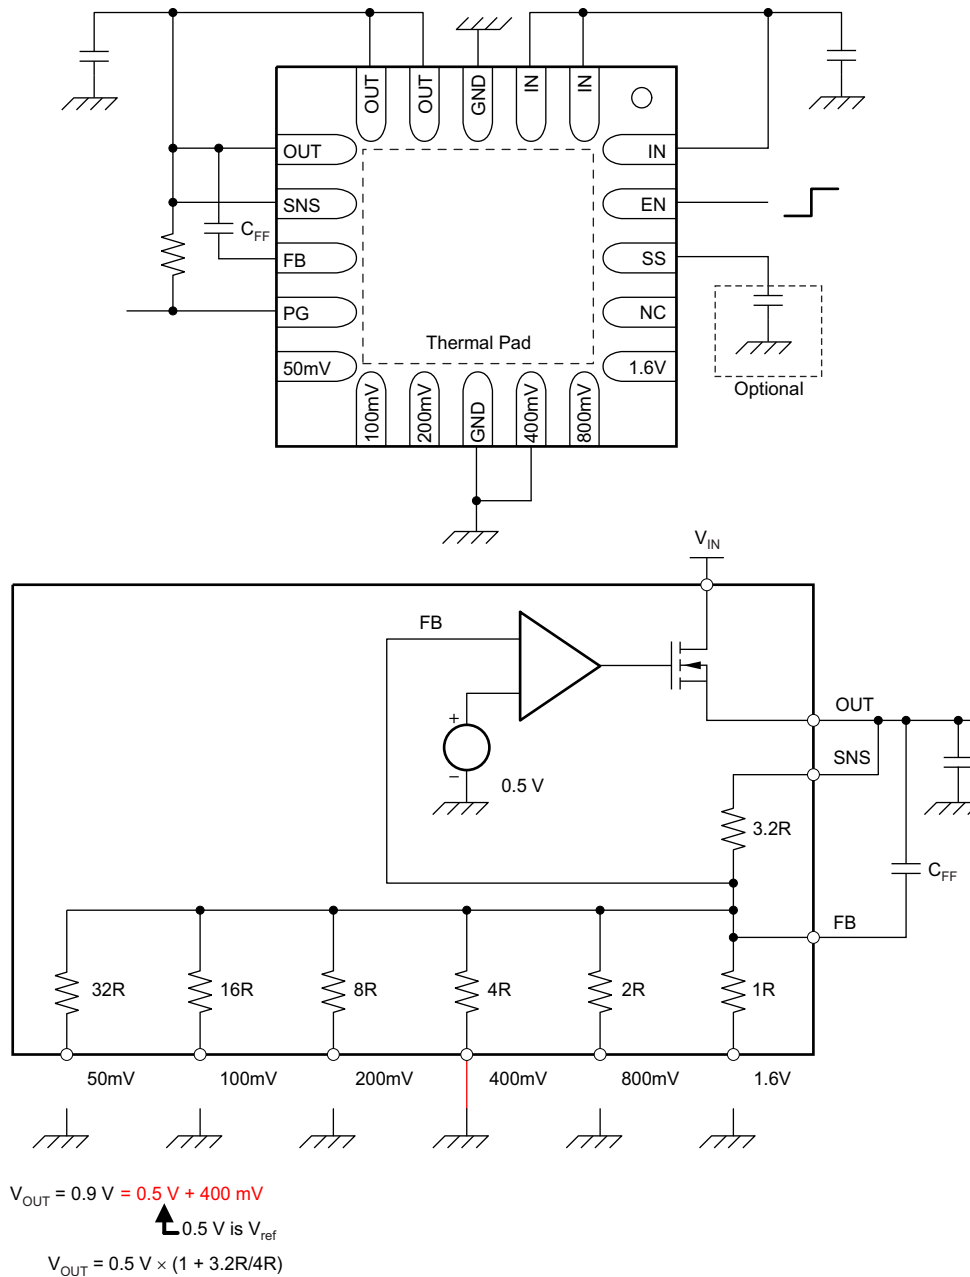 OUT
OUT
GND
IN
IN
OUT
SNS
C_FF
FB
PG
50mV
IN
EN
SS
NC
1.6V
Thermal Pad
Optional
100mV
200mV
GND
400mV
800mV
V_IN
FB
+
−
0.5 V
OUT
SNS
3.2R
C_FF
FB
32R
16R
8R
4R
2R
1R
50mV
100mV
200mV
400mV
800mV
1.6V
V_OUT = 0.9 V = 0.5 V + 400 mV
0.5 V is V_ref
V_OUT = 0.5 V × (1 + 3.2R/4R)